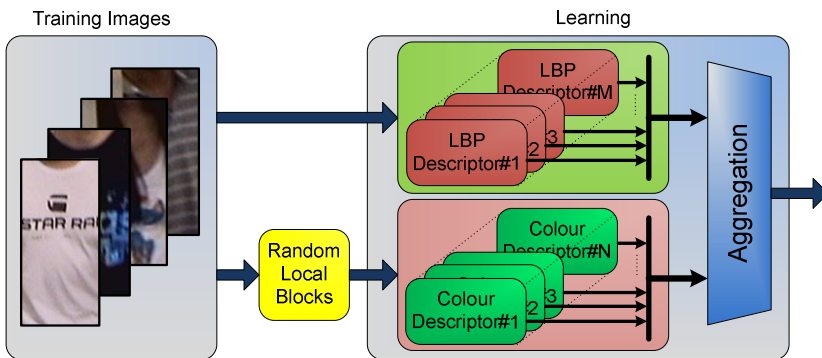 Training Images
Learning
LBP
Descriptor#M
#3
#2
LBP
Descriptor#1
STAR RA
Random
Local
Blocks
Colour
Descriptor#N
#3
#2
Colour
Descriptor#1
Aggregation